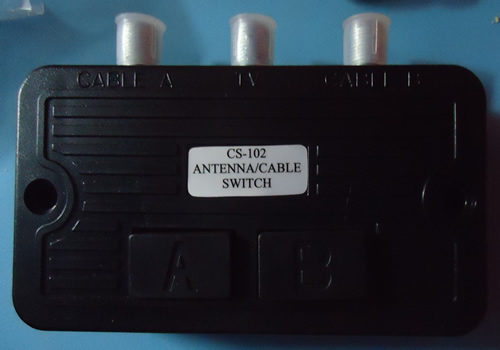 CABLE A TV CABLE B
CS-102
ANTENNA/CABLE
SWITCH
A B